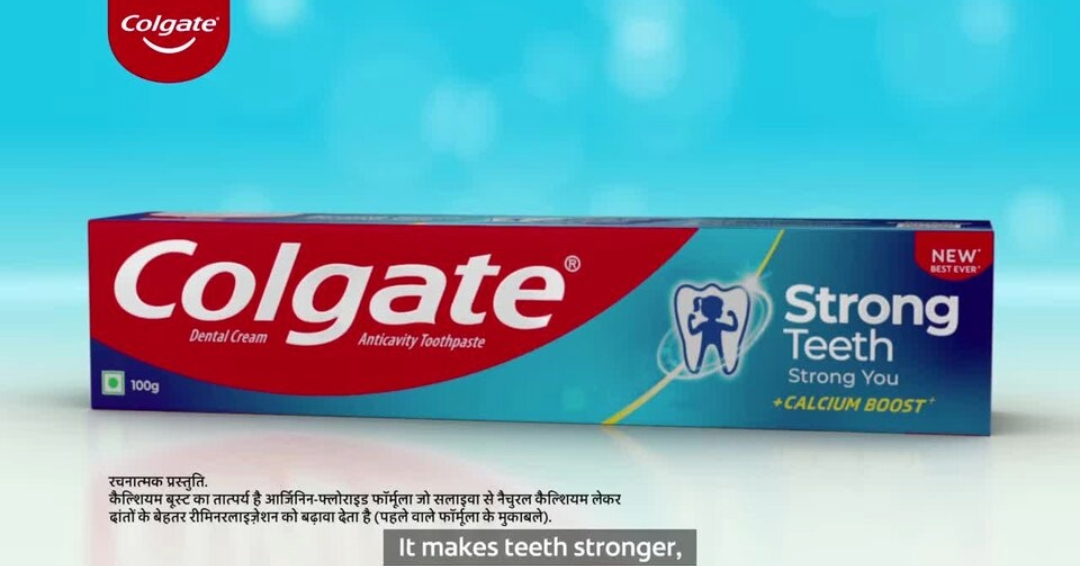 Colgate
Colgate®
Dental Cream
Anticavity Toothpaste
100g
NEW*
BEST EVER*
Strong
Teeth
Strong You
+CALCIUM BOOST+
रचनात्मक प्रस्तुति.
कैल्शियम बूस्ट का तात्पर्य है आर्जिनिन-फ्लोराइड फॉर्मूला जो सलाइवा से नैचुरल कैल्शियम लेकर
दांतों के बेहतर रीमिनरलाइज़ेशन को बढ़ावा देता है (पहले वाले फॉर्मूला के मुकाबले).
It makes teeth stronger,